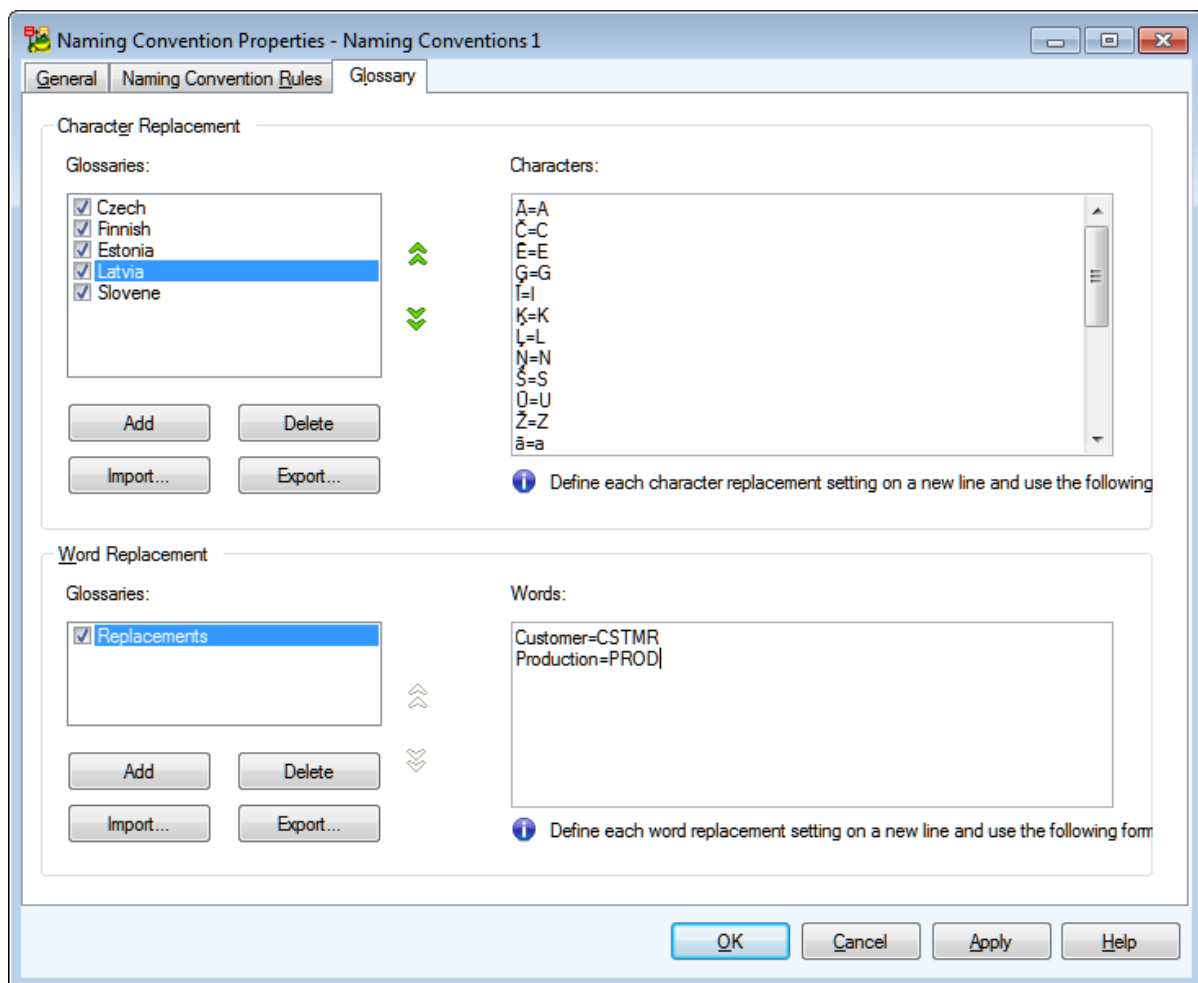 Naming Convention Properties - Naming Conventions 1
General Naming Convention Rules Glossary
Character Replacement
Glossaries:
Characters:
Czech
Finnish
Estonia
Latvia
Slovene
Ā=A
Č=C
Ē=E
Ģ=G
Ī=I
Ķ=K
Ļ=L
Ņ=N
Š=S
Ū=U
Ž=Z
ā=a
Add Delete
Import... Export...
Define each character replacement setting on a new line and use the following
Word Replacement
Glossaries:
Words:
Replacements
Customer=CSTMR
Production=PROD
Add Delete
Import... Export...
Define each word replacement setting on a new line and use the following form
OK Cancel Apply Help